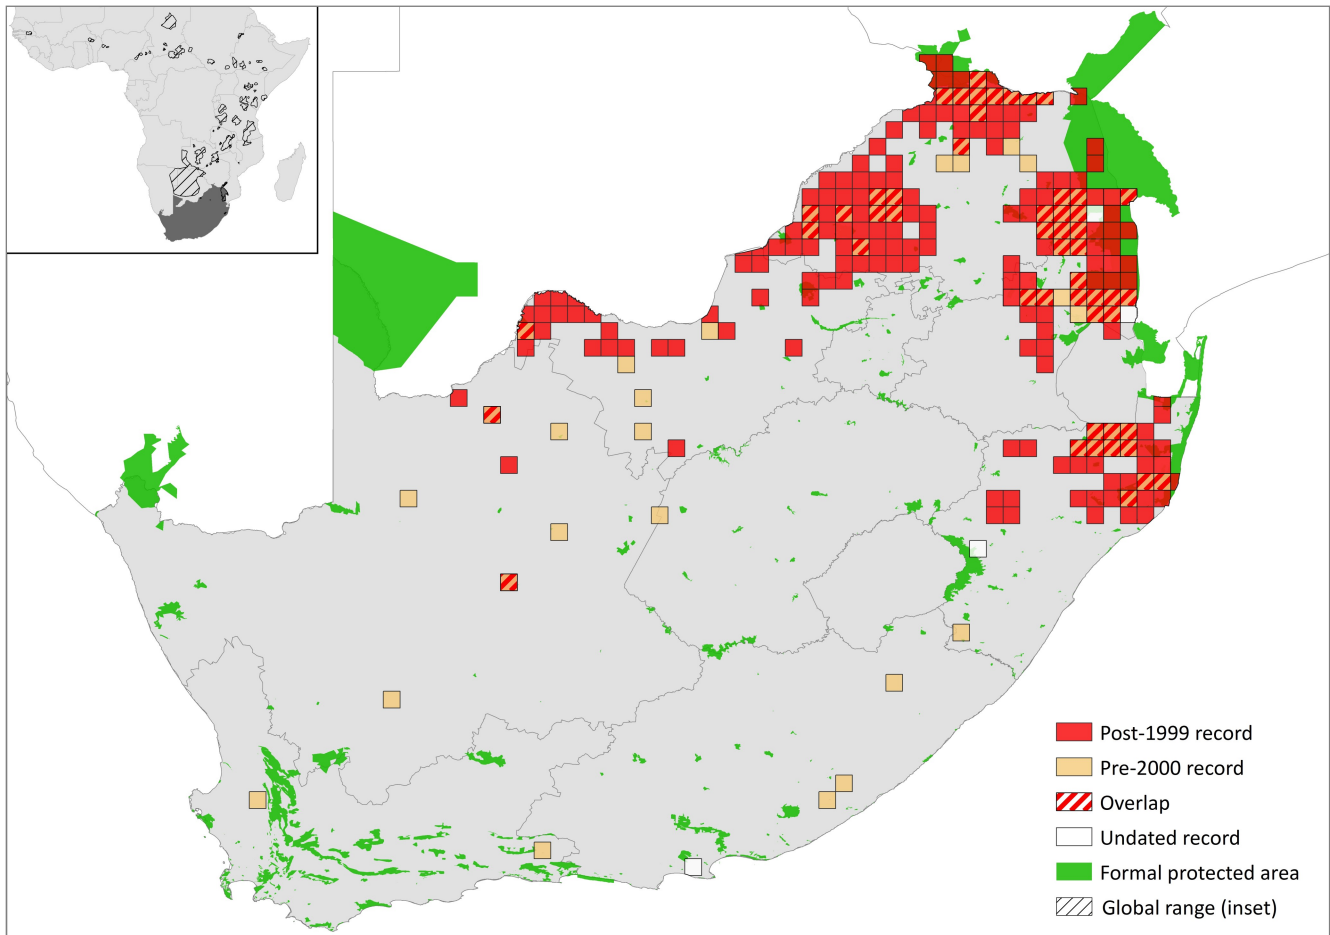 Post-1999 record
Pre-2000 record
Overlap
Undated record
Formal protected area
Global range (inset)